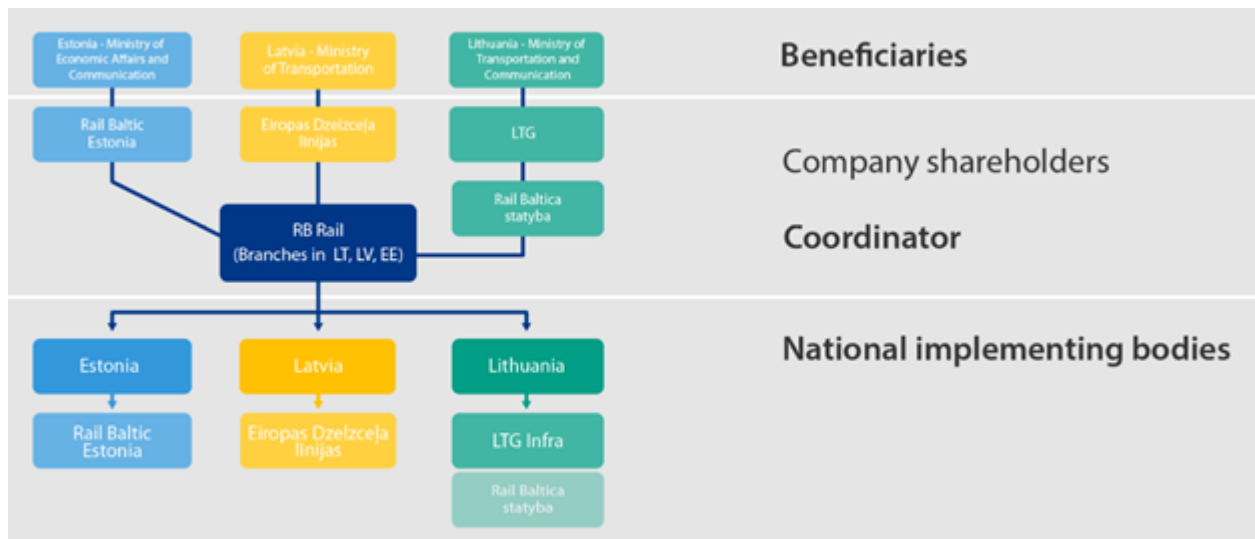 Estonia - Ministry of
Economic Affairs and
Communication
Latvia - Ministry
of Transportation
Lithuania - Ministry of
Transportation and
Communication
Beneficiaries
Rail Baltic
Estonia
Eiropas Dzelzceļa
līnijas
LTG
Company shareholders
Rail Baltica
statyba
RB Rail
(Branches in LT, LV, EE)
Coordinator
National implementing bodies
Estonia
Latvia
Lithuania
Rail Baltic
Estonia
Eiropas Dzelzceļa
līnijas
LTG Infra
Rail Baltica
statyba